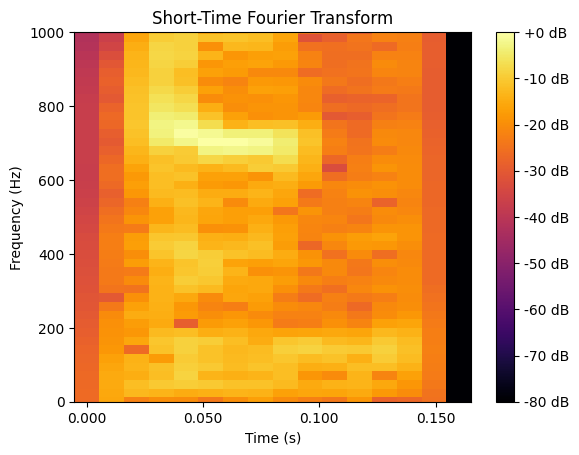 Short-Time Fourier Transform
1000
800
600
400
200
0
Frequency (Hz)
0.000
0.050
0.100
0.150
Time (s)
+0 dB
-10 dB
-20 dB
-30 dB
-40 dB
-50 dB
-60 dB
-70 dB
-80 dB